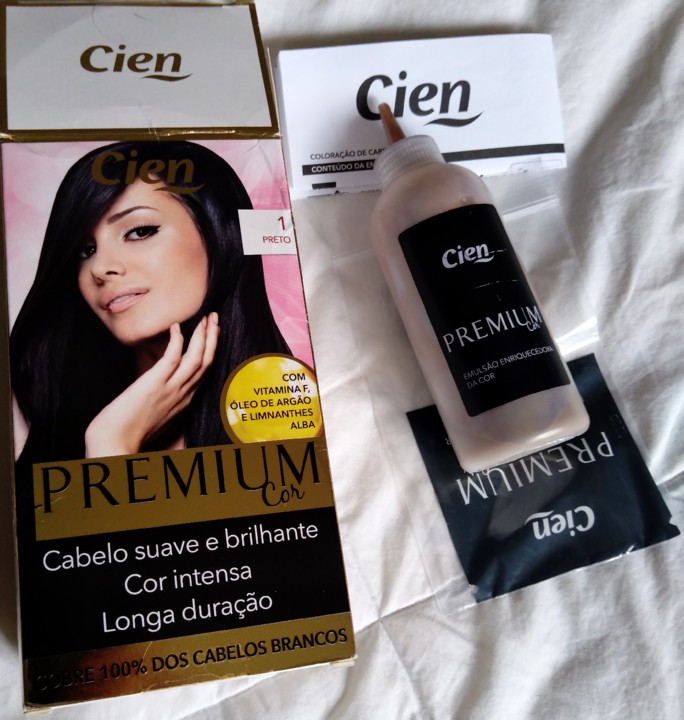 Cien
Cien
1
PRETO
COM
VITAMINA F,
ÓLEO DE ARGÃO
E LIMNANTHES
ALBA
PREMIUM
Cor
Cabelo suave e brilhante
Cor intensa
Longa duração
COBRE 100% DOS CABELOS BRANCOS
Cien
COLORAÇÃO DE
CONTEÚDO DA
Cien
PREMIUM
Cor
EMULSÃO ENRIQUECEDORA
DA COR
PREMIUM
Cien